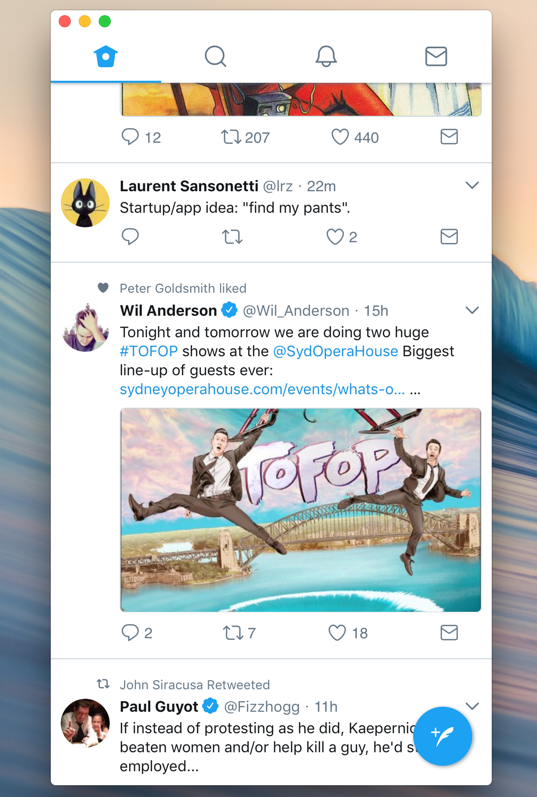 12 207 440
Laurent Sansonetti @lrz · 22m
Startup/app idea: "find my pants".
2
Peter Goldsmith liked
Wil Anderson @Wil_Anderson · 15h
Tonight and tomorrow we are doing two huge
#TOFOP shows at the @SydOperaHouse Biggest
line-up of guests ever:
sydneyoperahouse.com/events/whats-o... ...
TOFOP
2 7 18
John Siracusa Retweeted
Paul Guyot @Fizzhogg · 11h
If instead of protesting as he did, Kaepernic
beaten women and/or help kill a guy, he'd
employed...